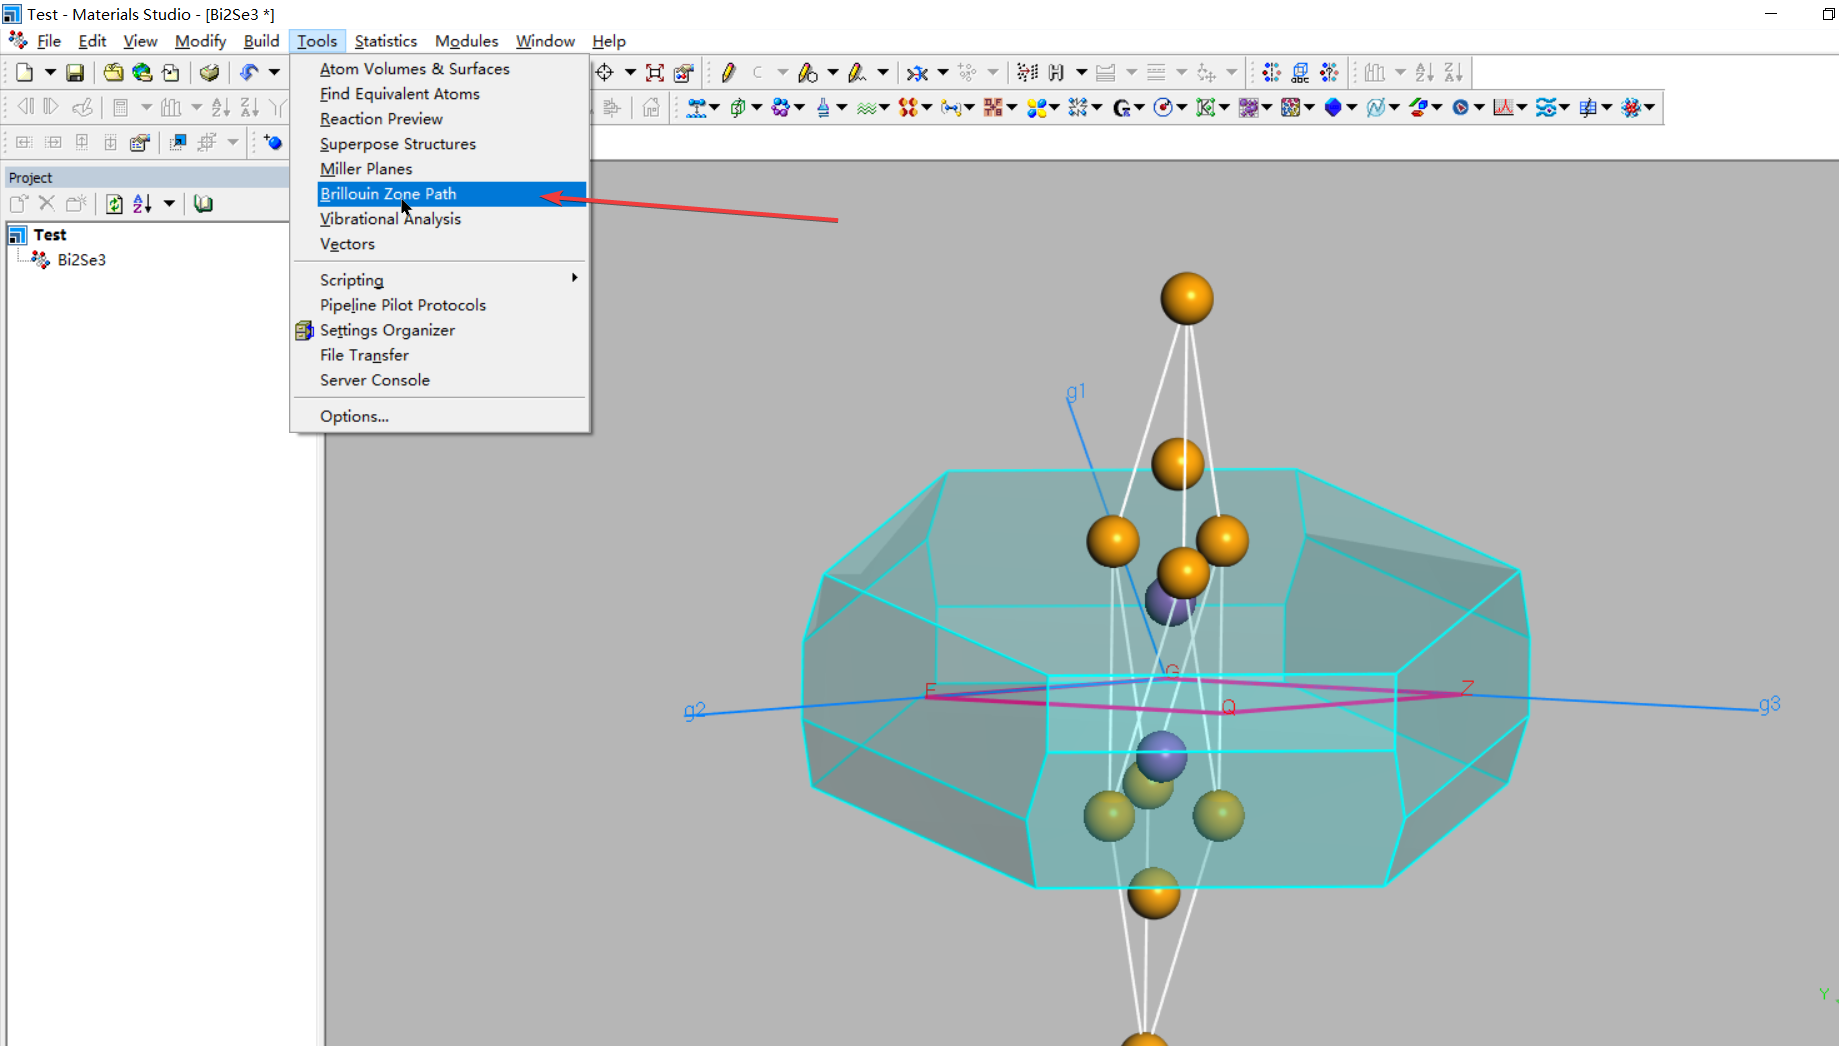 Test - Materials Studio - [Bi2Se3 *]
File Edit View Modify Build Tools Statistics Modules Window Help
Atom Volumes & Surfaces
Find Equivalent Atoms
Reaction Preview
Superpose Structures
Miller Planes
Brillouin Zone Path
Vibrational Analysis
Vectors
Scripting
Pipeline Pilot Protocols
Settings Organizer
File Transfer
Server Console
Options...
Project
Test
Bi2Se3
g1
G
F
Z
g2
Q
g3
Y